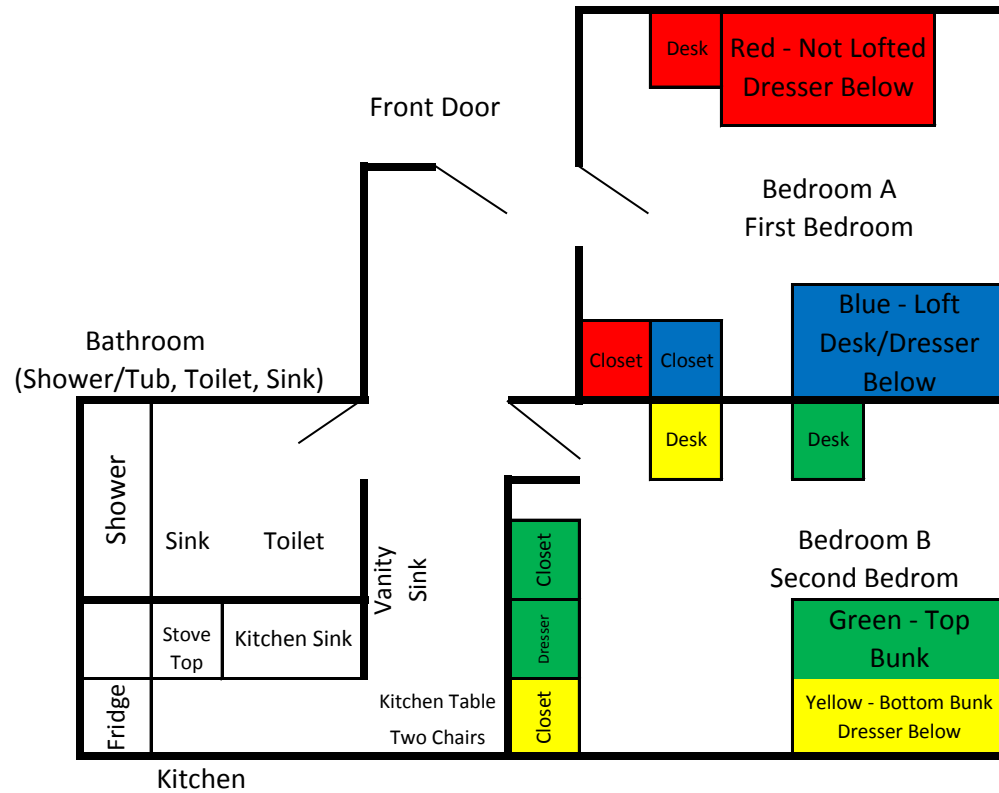 Desk
Red - Not Lofted
Dresser Below
Front Door
Bedroom A
First Bedroom
Blue - Loft
Desk/Dresser
Below
Closet
Closet
Bathroom
(Shower/Tub, Toilet, Sink)
Desk
Desk
Shower
Sink
Toilet
Vanity
Sink
Closet
Bedroom B
Second Bedrom
Stove
Top
Kitchen Sink
Dresser
Green - Top
Bunk
Fridge
Kitchen Table
Two Chairs
Closet
Yellow - Bottom Bunk
Dresser Below
Kitchen